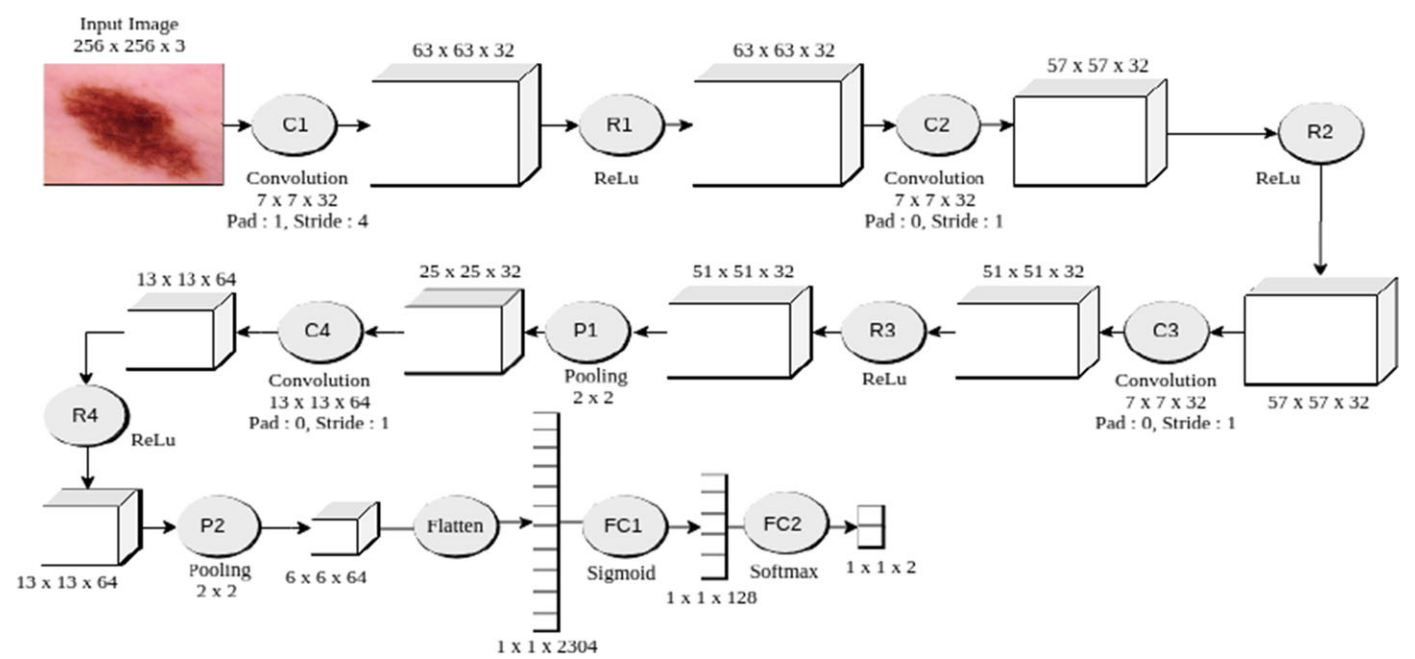 Input Image
256 x 256 x 3
C1
Convolution
7 x 7 x 32
Pad : 1, Stride : 4
63 x 63 x 32
R1
ReLu
63 x 63 x 32
C2
Convolution
7 x 7 x 32
Pad : 0, Stride : 1
57 x 57 x 32
R2
ReLu
57 x 57 x 32
C3
Convolution
7 x 7 x 32
Pad : 0, Stride : 1
51 x 51 x 32
R3
ReLu
51 x 51 x 32
P1
Pooling
2 x 2
25 x 25 x 32
C4
Convolution
13 x 13 x 64
Pad : 0, Stride : 1
13 x 13 x 64
R4
ReLu
13 x 13 x 64
P2
Pooling
2 x 2
6 x 6 x 64
Flatten
1 x 1 x 2304
FC1
Sigmoid
1 x 1 x 128
FC2
Softmax
1 x 1 x 2